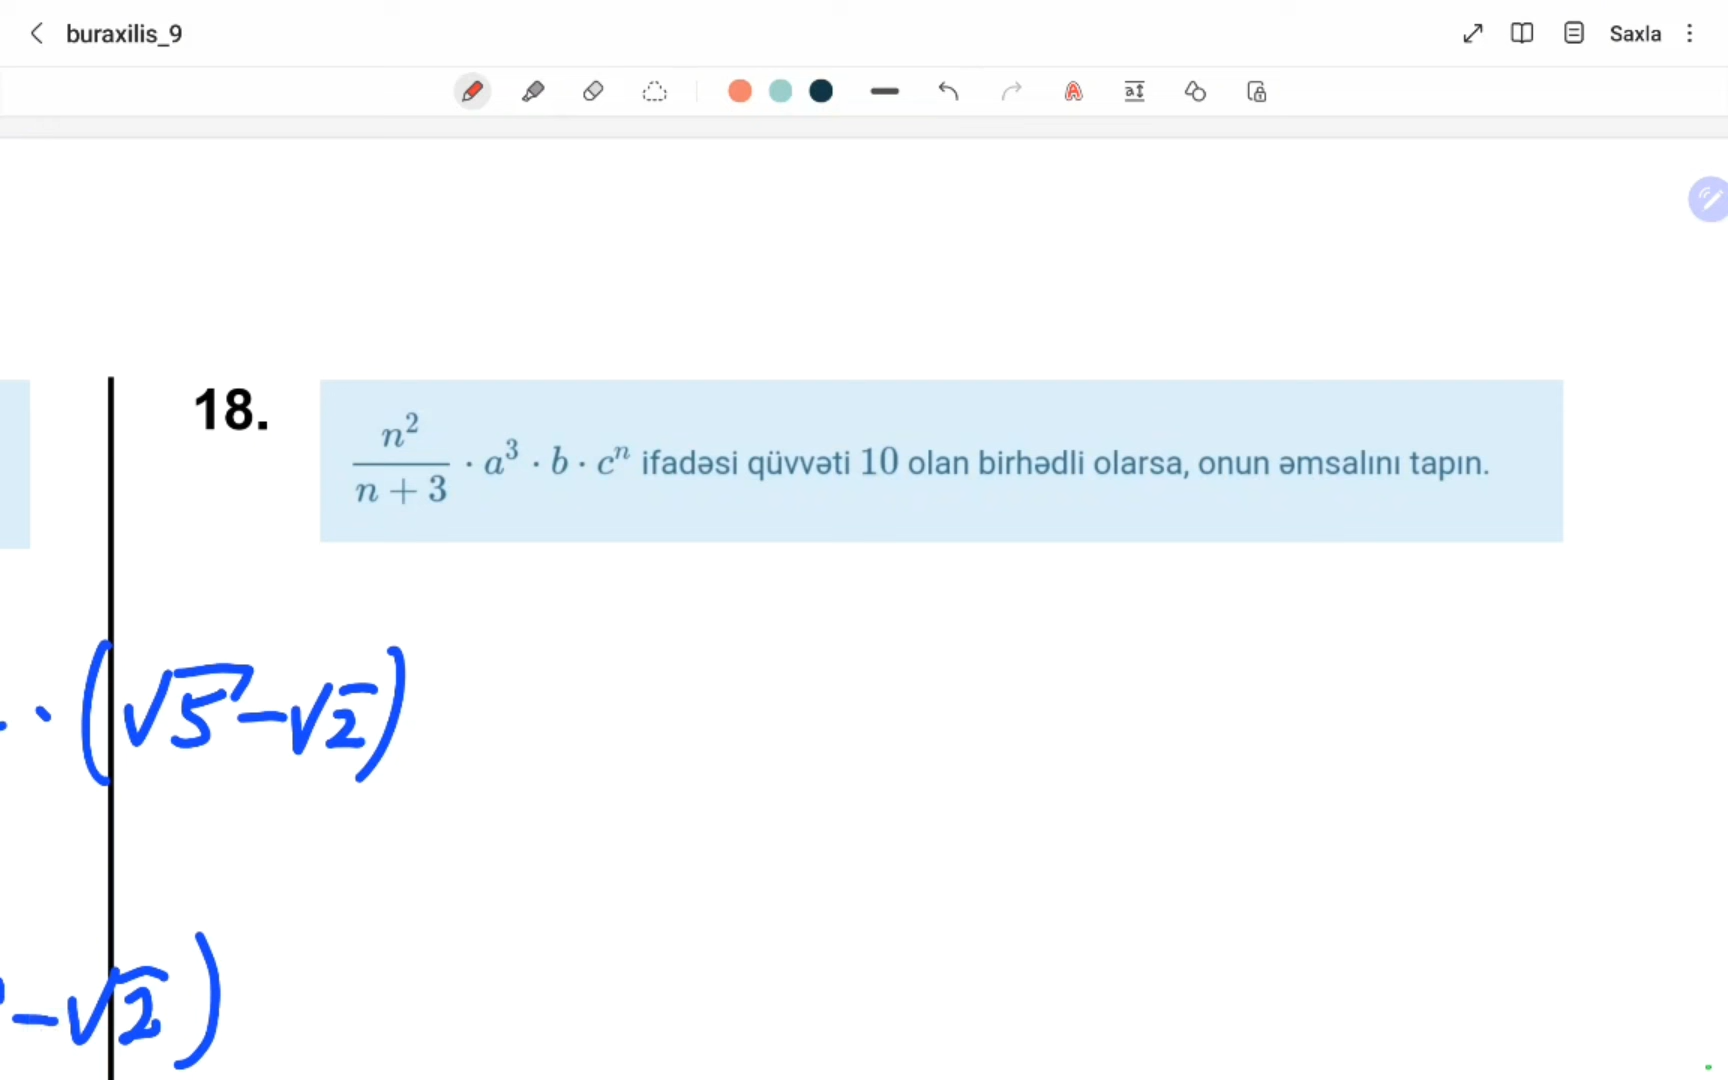 buraxilis_9
Saxla
18.
n²/(n + 3) · a³ · b · cⁿ ifadəsi qüvvəti 10 olan birhədli olarsa, onun əmsalını tapın.
· (√5 - √2)
- √2)